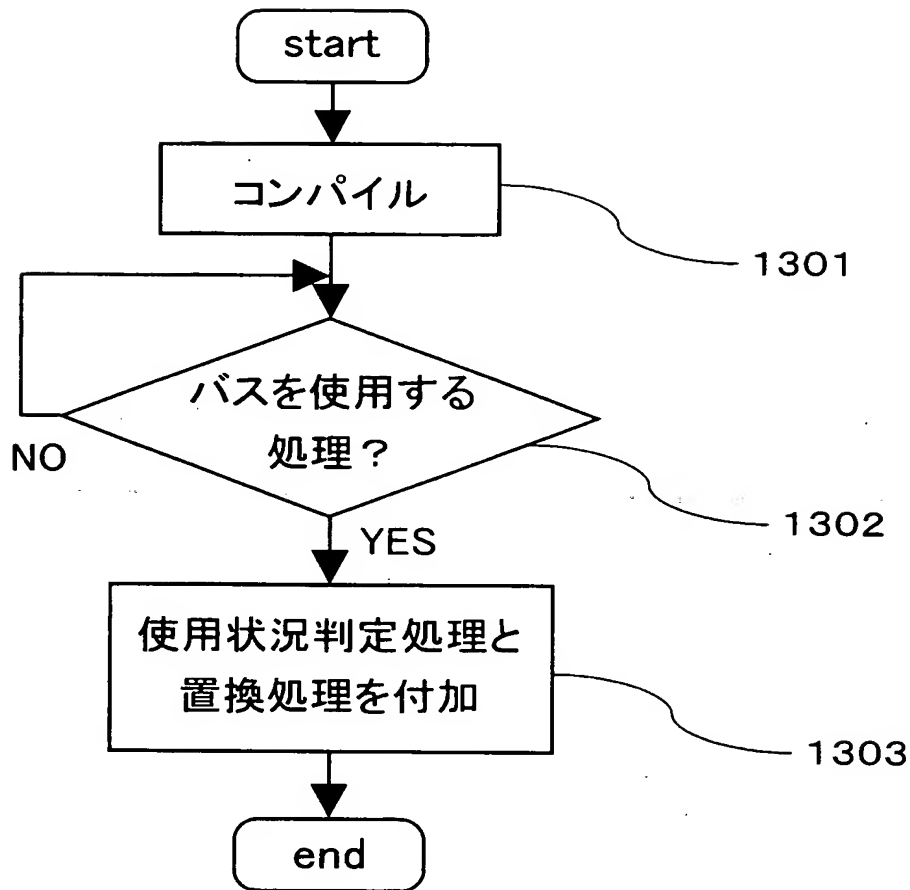 start
コンパイル
1301
バスを使用する
処理？
NO
1302
YES
使用状況判定処理と
置換処理を付加
1303
end